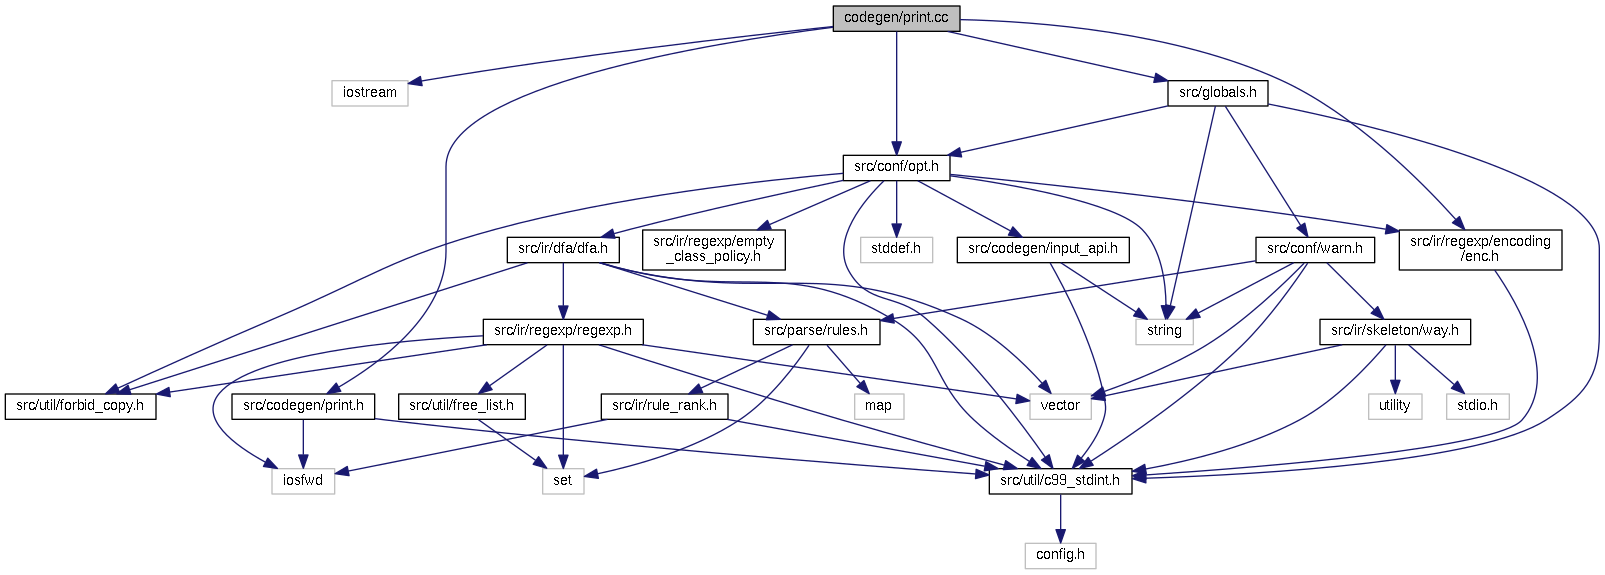 codegen/print.cc
iostream
src/globals.h
src/conf/opt.h
src/ir/dfa/dfa.h
src/ir/regexp/empty
_class_policy.h
stddef.h
src/codegen/input_api.h
src/conf/warn.h
src/ir/regexp/encoding
/enc.h
src/ir/regexp/regexp.h
src/parse/rules.h
string
src/ir/skeleton/way.h
src/util/forbid_copy.h
src/codegen/print.h
src/util/free_list.h
src/ir/rule_rank.h
map
vector
utility
stdio.h
iosfwd
set
src/util/c99_stdint.h
config.h